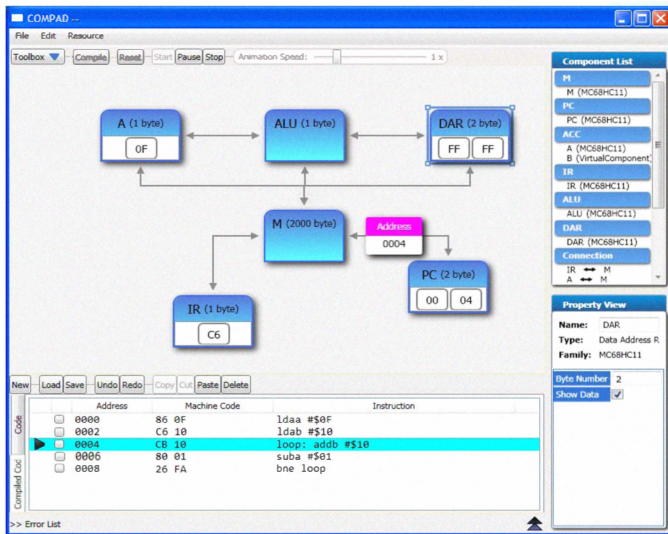 COMPAD --
File Edit Resource
Toolbox Compile Reset Start Pause Stop Animation Speed: 1 x
A (1 byte)
0F
ALU (1 byte)
DAR (2 byte)
FF FF
M (2000 byte)
Address
0004
PC (2 byte)
00 04
IR (1 byte)
C6
Component List
M
M (MC68HC11)
PC
PC (MC68HC11)
ACC
A (MC68HC11)
B (VirtualComponent)
IR
IR (MC68HC11)
ALU
ALU (MC68HC11)
DAR
DAR (MC68HC11)
Connection
IR ⬌ M
A ⬌ M
Property View
Name: DAR
Type: Data Address R
Family: MC68HC11
Byte Number 2
Show Data
New Load Save Undo Redo Copy Cut Paste Delete
Code
Compiled Coc
Address Machine Code Instruction
0000 86 0F ldaa #$0F
0002 C6 10 ldab #$10
0004 CB 10 loop: addb #$10
0006 80 01 suba #$01
0008 26 FA bne loop
>> Error List